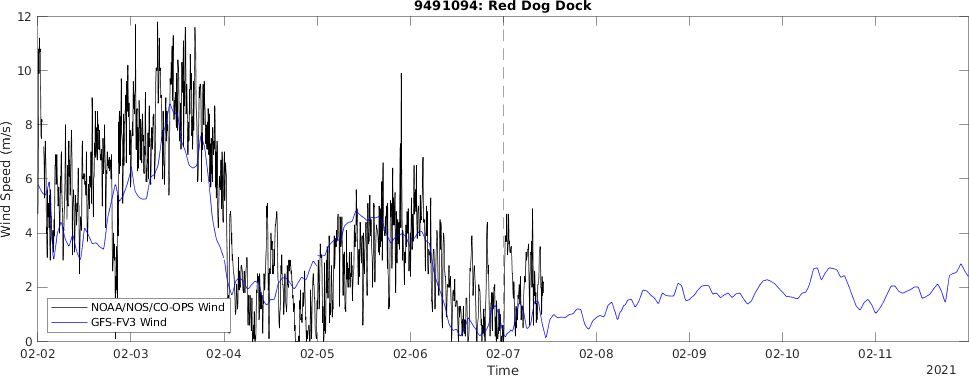 9491094: Red Dog Dock
12
10
8
6
4
2
0
Wind Speed (m/s)
NOAA/NOS/CO-OPS Wind
GFS-FV3 Wind
02-02 02-03 02-04 02-05 02-06 02-07 02-08 02-09 02-10 02-11
Time
2021